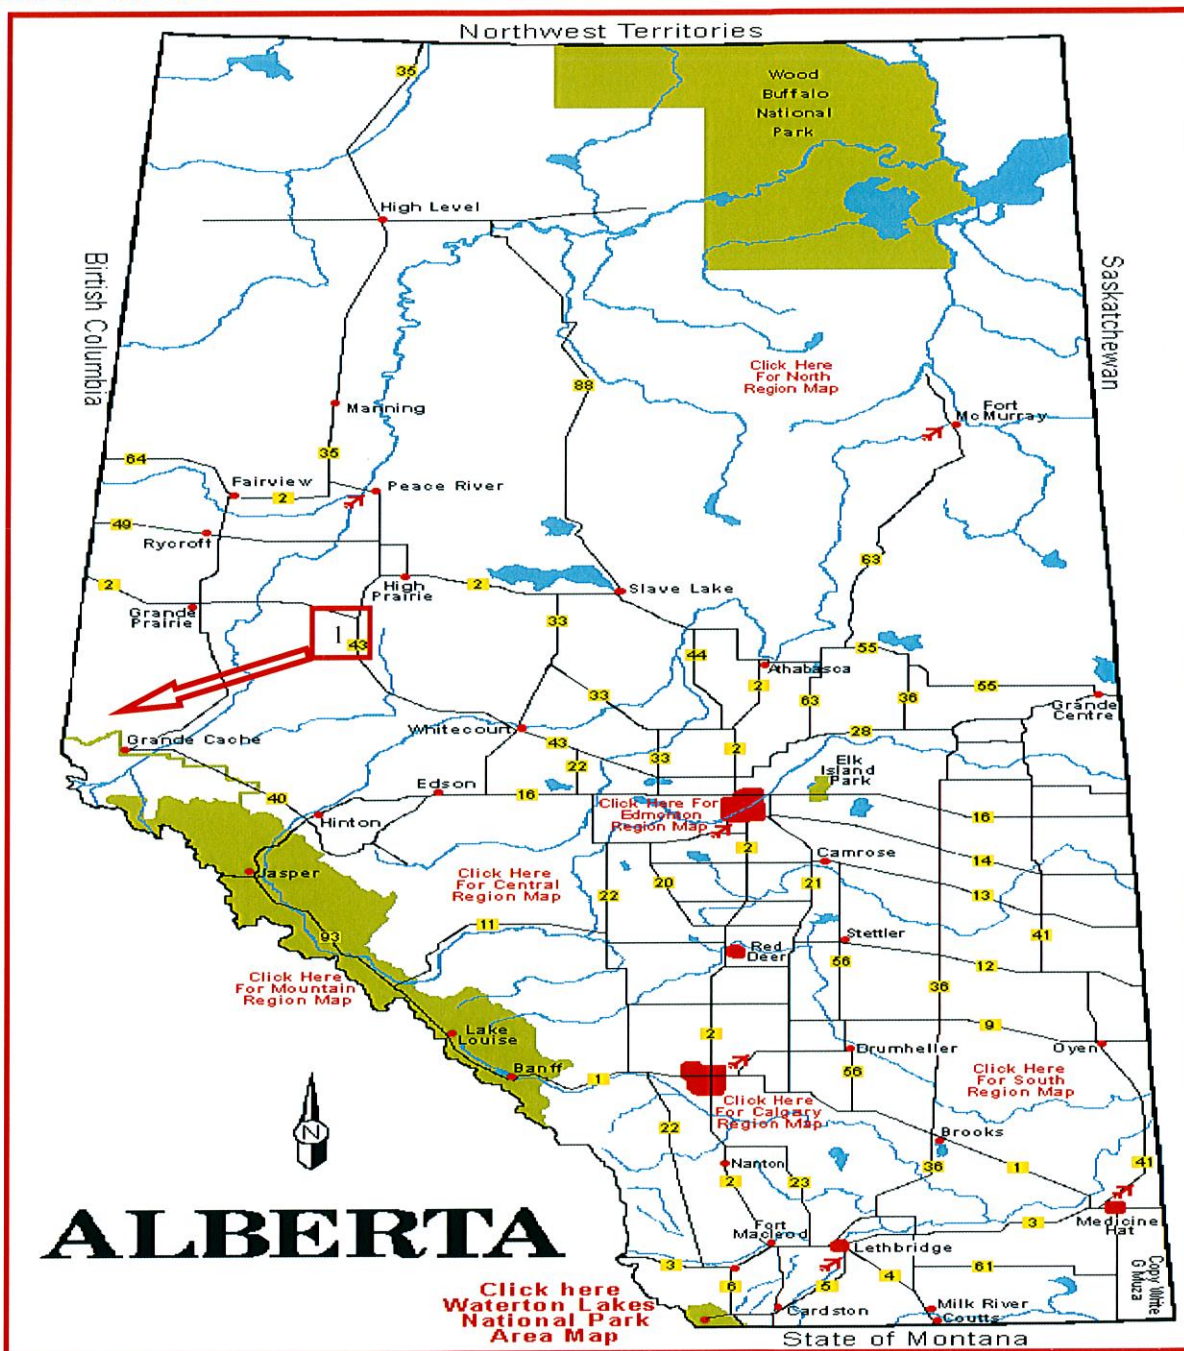 Northwest Territories
35
Wood
Buffalo
National
Park
High Level
Birtish Columbia
Saskatchewan
Click Here
For North
Region Map
88
Manning
Fort
McMurray
35
64
Fairview
2
Peace River
49
Rycroft
63
2
High
Prairie
2
Slave Lake
Grande
Prairie
1
43
33
44
55
Athabasca
2
63
36
55
Grande
Centre
33
Whitecourt
43
2
28
33
22
Grande Cache
Elk
Island
Park
40
Edson
16
Click Here For
Edmonton
Region Map
16
Hinton
2
14
Camrose
Jasper
Click Here
For Central
Region Map
22
20
21
13
93
11
Stettler
41
Red
Deer
56
12
Click Here
For Mountain
Region Map
36
Lake
Louise
2
9
Drumheller
Oyen
Banff
1
56
Click Here
For South
Region Map
Click Here
For Calgary
Region Map
22
Brooks
N
Nanton
36
1
41
2
23
ALBERTA
Fort
Macleod
3
Medicine
Hat
Lethbridge
3
6
5
4
61
Copy White
G Muza
Click here
Waterton Lakes
National Park
Area Map
Cardston
Milk River
Coutts
State of Montana